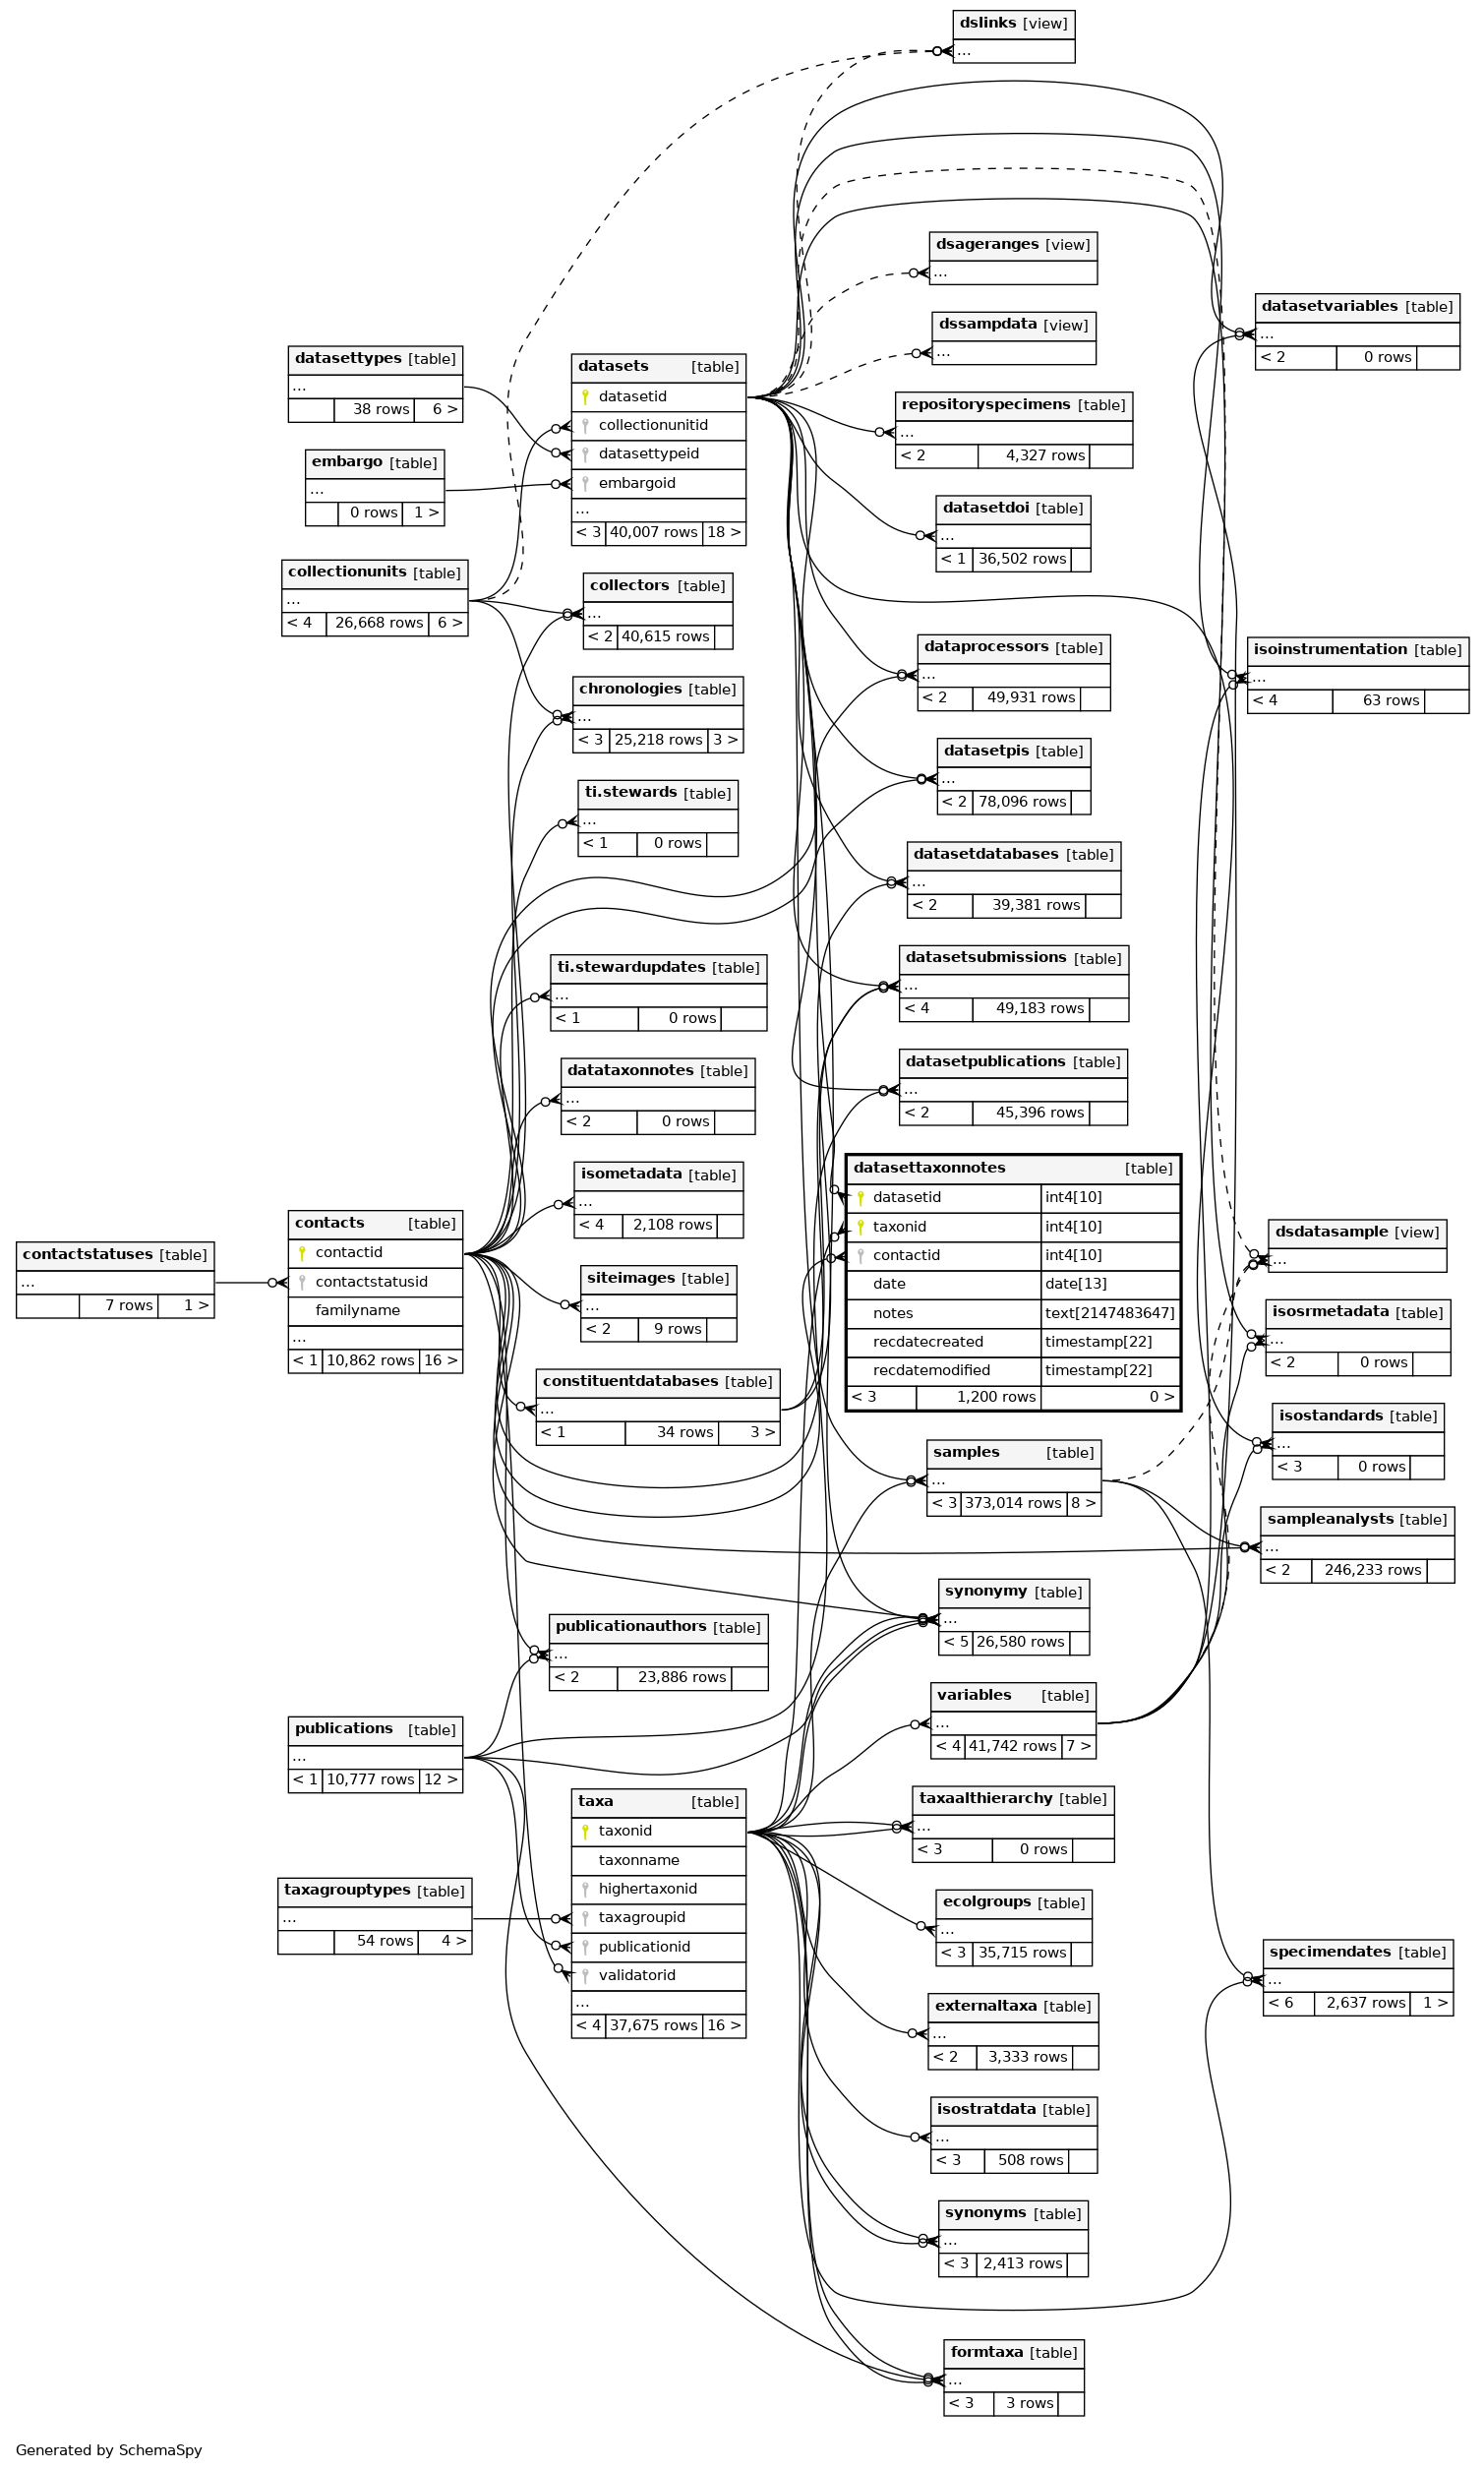 dslinks [view]
...
dsageranges [view]
...
dssampdata [view]
...
datasetvariables [table]
...
< 2 0 rows
datasettypes [table]
...
38 rows 6 >
datasets [table]
datasetid
collectionunitid
datasettypeid
embargoid
...
< 3 40,007 rows 18 >
repositoryspecimens [table]
...
< 2 4,327 rows
embargo [table]
...
0 rows 1 >
datasetdoi [table]
...
< 1 36,502 rows
collectionunits [table]
...
< 4 26,668 rows 6 >
collectors [table]
...
< 2 40,615 rows
dataprocessors [table]
...
< 2 49,931 rows
isoinstrumentation [table]
...
< 4 63 rows
chronologies [table]
...
< 3 25,218 rows 3 >
datasetpis [table]
...
< 2 78,096 rows
ti.stewards [table]
...
< 1 0 rows
datasetdatabases [table]
...
< 2 39,381 rows
ti.stewardupdates [table]
...
< 1 0 rows
datasetsubmissions [table]
...
< 4 49,183 rows
datataxonnotes [table]
...
< 2 0 rows
datasetpublications [table]
...
< 2 45,396 rows
isometadata [table]
...
< 4 2,108 rows
datasettaxonnotes [table]
datasetid int4[10]
taxonid int4[10]
contactid int4[10]
date date[13]
notes text[2147483647]
recdatecreated timestamp[22]
recdatemodified timestamp[22]
< 3 1,200 rows 0 >
contactstatuses [table]
...
7 rows 1 >
contacts [table]
contactid
contactstatusid
familyname
...
< 1 10,862 rows 16 >
siteimages [table]
...
< 2 9 rows
dsdatasample [view]
...
isosrmetadata [table]
...
< 2 0 rows
constituentdatabases [table]
...
< 1 34 rows 3 >
isostandards [table]
...
< 3 0 rows
samples [table]
...
< 3 373,014 rows 8 >
sampleanalysts [table]
...
< 2 246,233 rows
synonymy [table]
...
< 5 26,580 rows
publicationauthors [table]
...
< 2 23,886 rows
variables [table]
...
< 4 41,742 rows 7 >
publications [table]
...
< 1 10,777 rows 12 >
taxa [table]
taxonid
taxonname
highertaxonid
taxagroupid
publicationid
validatorid
...
< 4 37,675 rows 16 >
taxaalthierarchy [table]
...
< 3 0 rows
taxagrouptypes [table]
...
54 rows 4 >
ecolgroups [table]
...
< 3 35,715 rows
specimendates [table]
...
< 6 2,637 rows 1 >
externaltaxa [table]
...
< 2 3,333 rows
isostratdata [table]
...
< 3 508 rows
synonyms [table]
...
< 3 2,413 rows
formtaxa [table]
...
< 3 3 rows
Generated by SchemaSpy